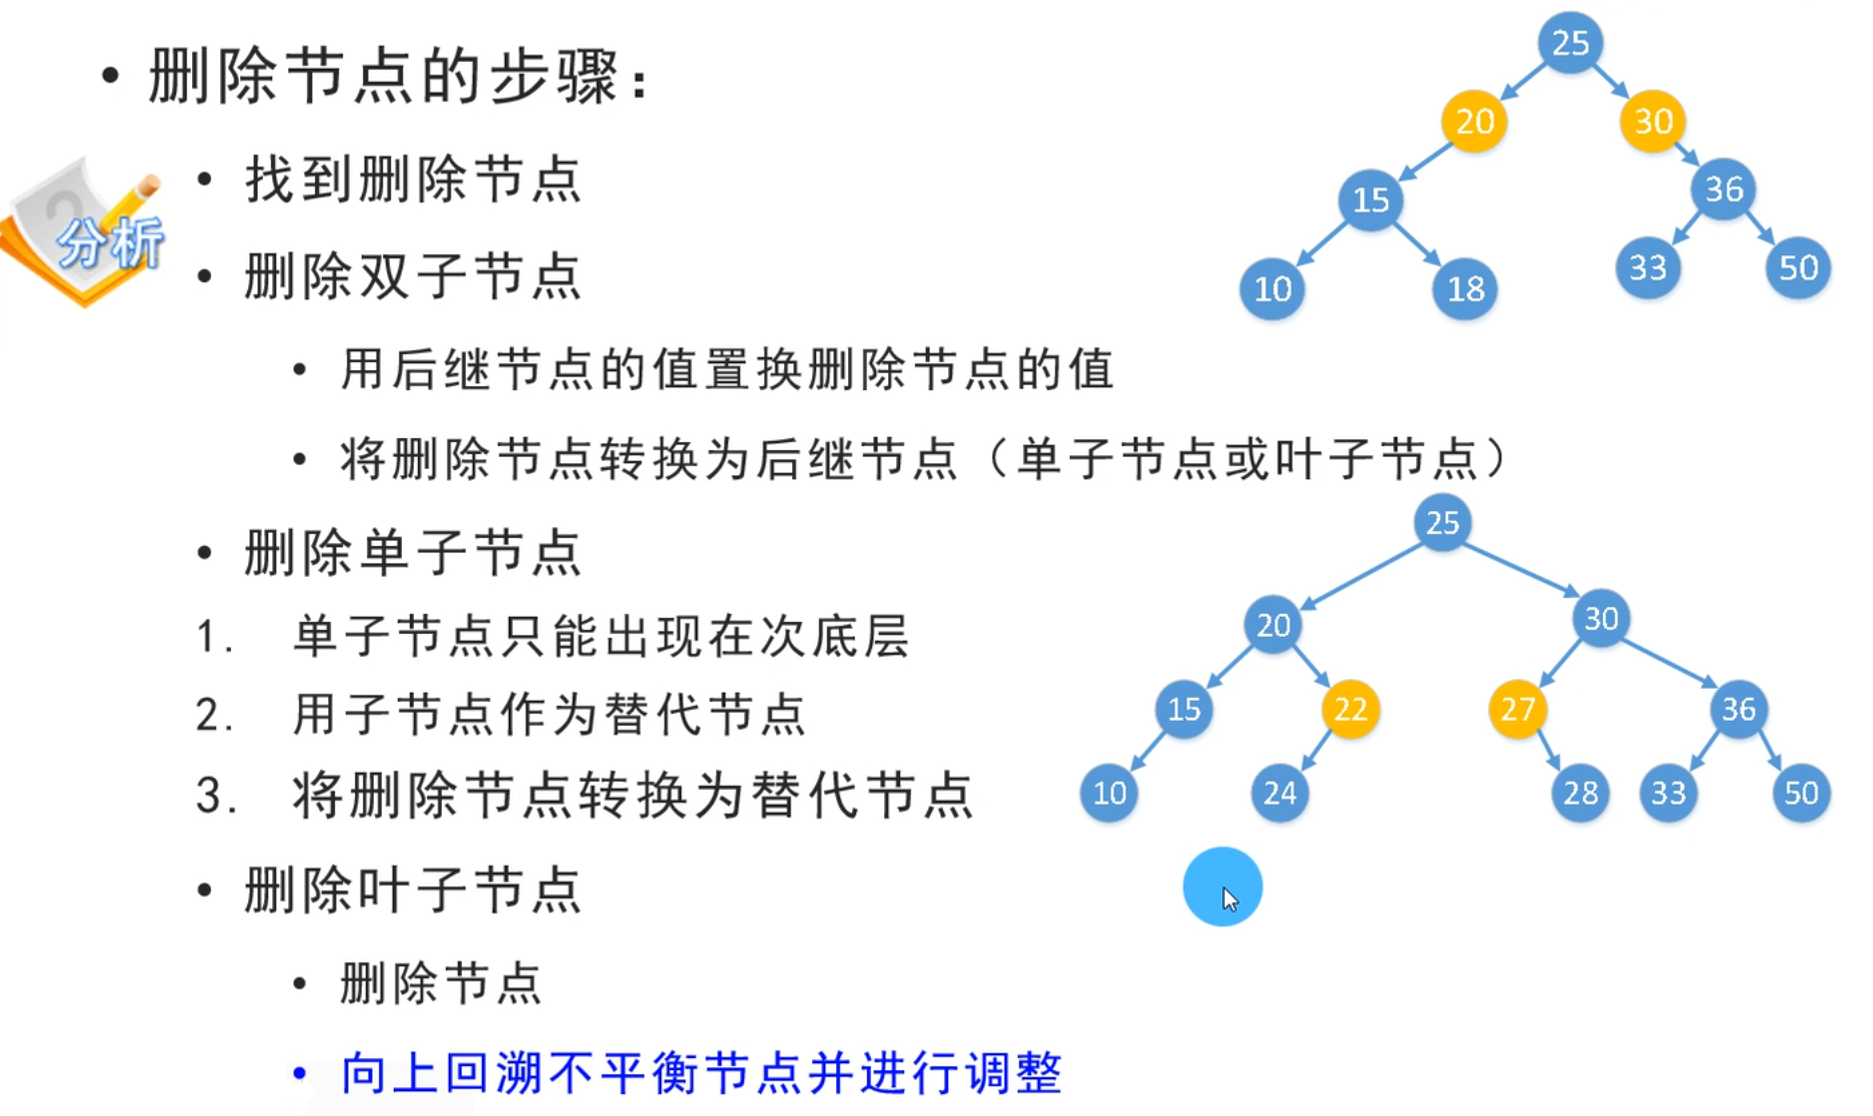 • 删除节点的步骤：
分析
• 找到删除节点
• 删除双子节点
• 用后继节点的值置换删除节点的值
• 将删除节点转换为后继节点（单子节点或叶子节点）
• 删除单子节点
1. 单子节点只能出现在次底层
2. 用子节点作为替代节点
3. 将删除节点转换为替代节点
• 删除叶子节点
• 删除节点
• 向上回溯不平衡节点并进行调整
25
20 30
15 36
10 18 33 50
25
20 30
15 22 27 36
10 24 28 33 50